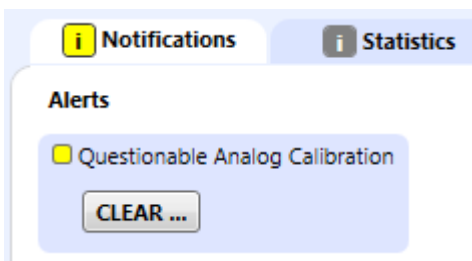 i Notifications i Statistics
Alerts
Questionable Analog Calibration
CLEAR ...